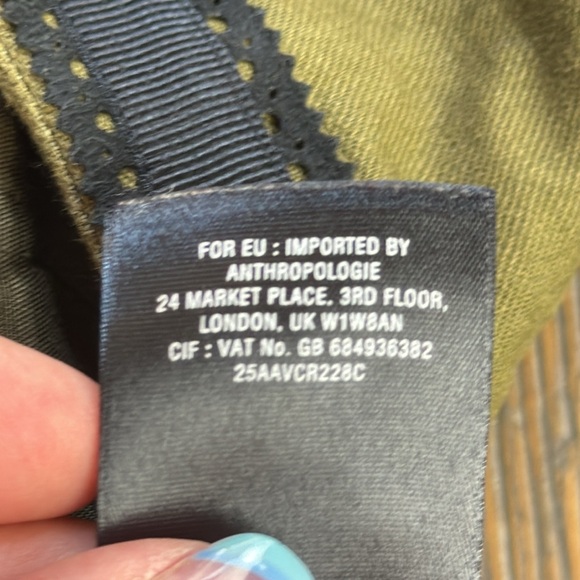 FOR EU : IMPORTED BY
ANTHROPOLOGIE
24 MARKET PLACE, 3RD FLOOR,
LONDON, UK W1W8AN
CIF : VAT No. GB 684936382
25AAVCR228C